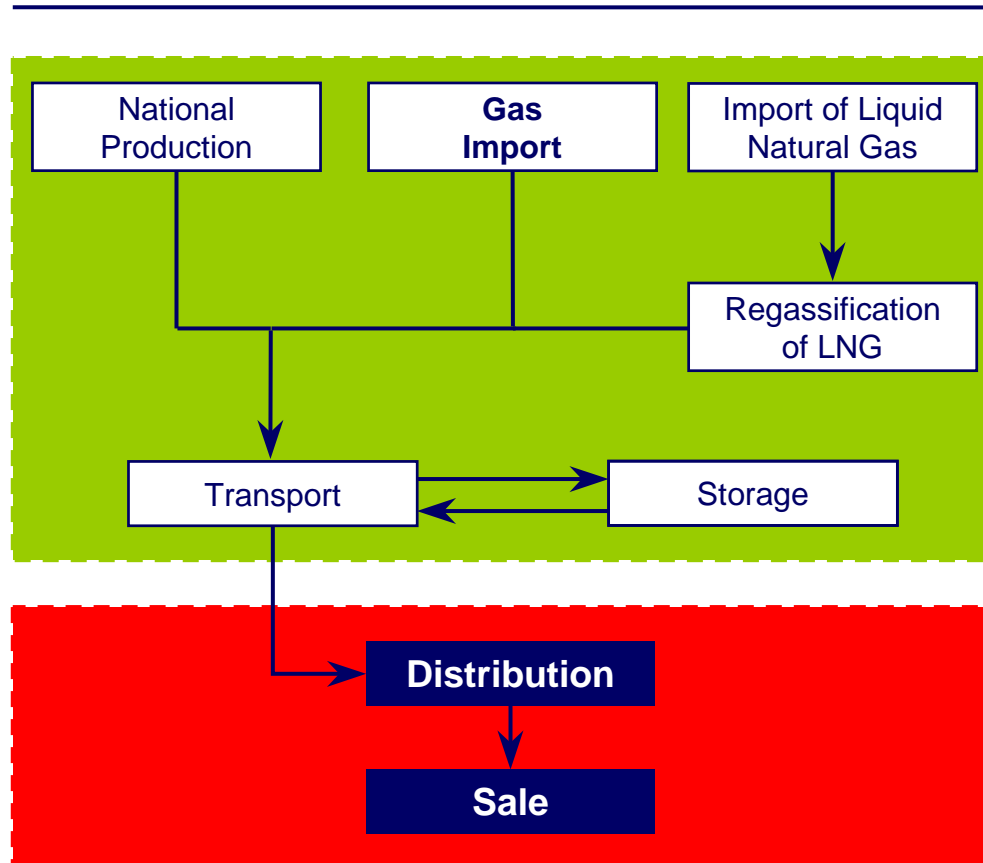 National
Production
Gas
Import
Import of Liquid
Natural Gas
Regassification
of LNG
Transport
Storage
Distribution
Sale